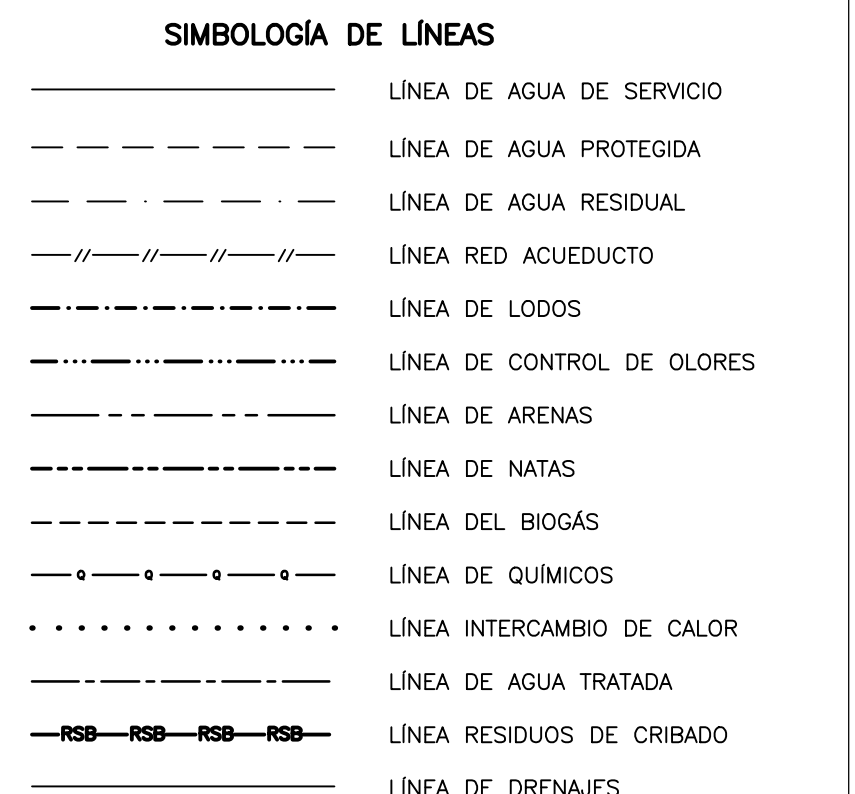 SIMBOLOGÍA DE LÍNEAS
LÍNEA DE AGUA DE SERVICIO
LÍNEA DE AGUA PROTEGIDA
LÍNEA DE AGUA RESIDUAL
// // // // LÍNEA RED ACUEDUCTO
LÍNEA DE LODOS
LÍNEA DE CONTROL DE OLORES
LÍNEA DE ARENAS
LÍNEA DE NATAS
LÍNEA DEL BIOGÁS
Q Q Q Q LÍNEA DE QUÍMICOS
LÍNEA INTERCAMBIO DE CALOR
LÍNEA DE AGUA TRATADA
RSB RSB RSB RSB LÍNEA RESIDUOS DE CRIBADO
LÍNEA DE DRENAJES